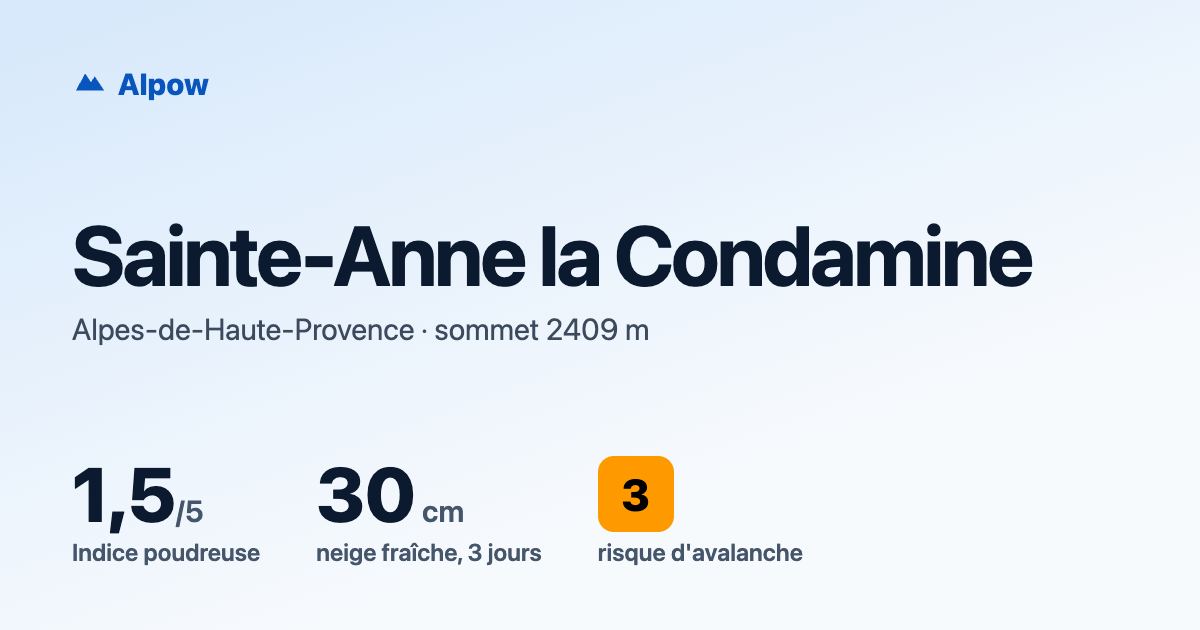 Alpow
Sainte-Anne la Condamine
Alpes-de-Haute-Provence · sommet 2409 m
1,5/5
Indice poudreuse
30 cm
neige fraîche, 3 jours
3
risque d'avalanche